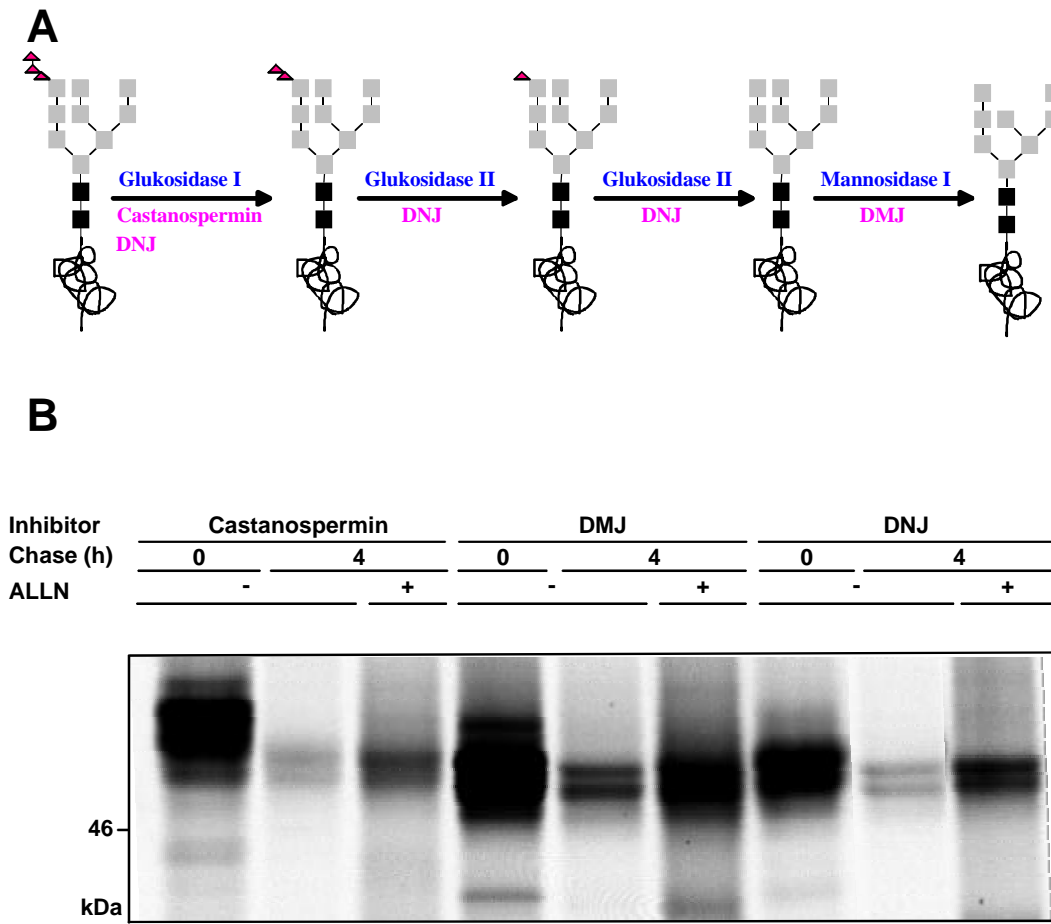 A
Glukosidase I Glukosidase II Glukosidase II Mannosidase I
Castanospermin DNJ DNJ DMJ
DNJ
B
Inhibitor Castanospermin DMJ DNJ
Chase (h) 0 4 0 4 0 4
ALLN - + - + - +
46
kDa